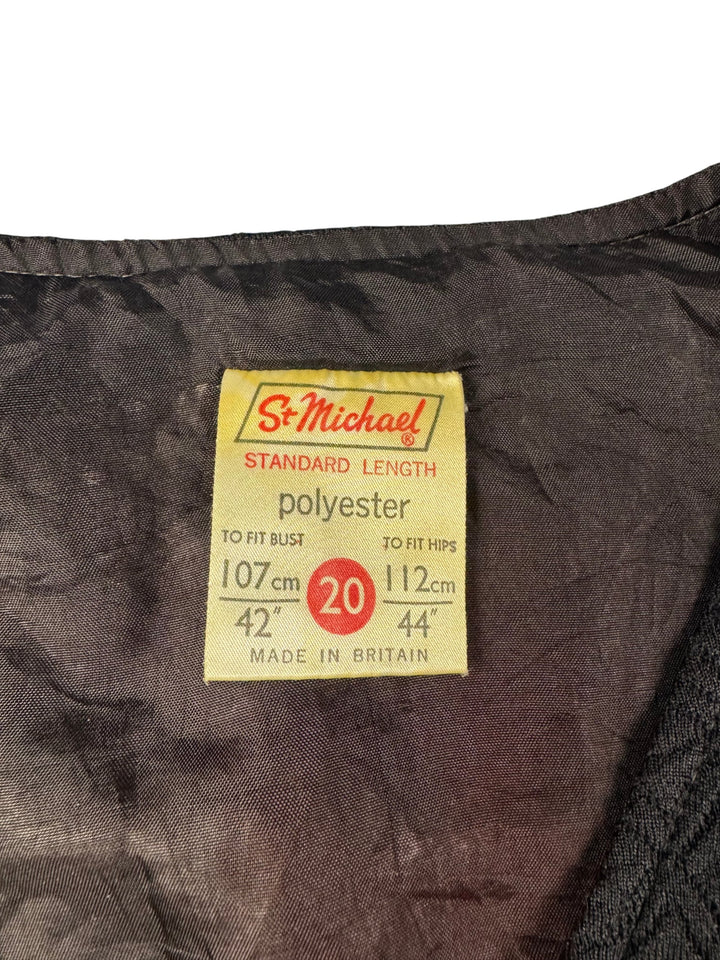 St Michael®
STANDARD LENGTH
polyester
TO FIT BUST TO FIT HIPS
107cm 20 112cm
42" 44"
MADE IN BRITAIN